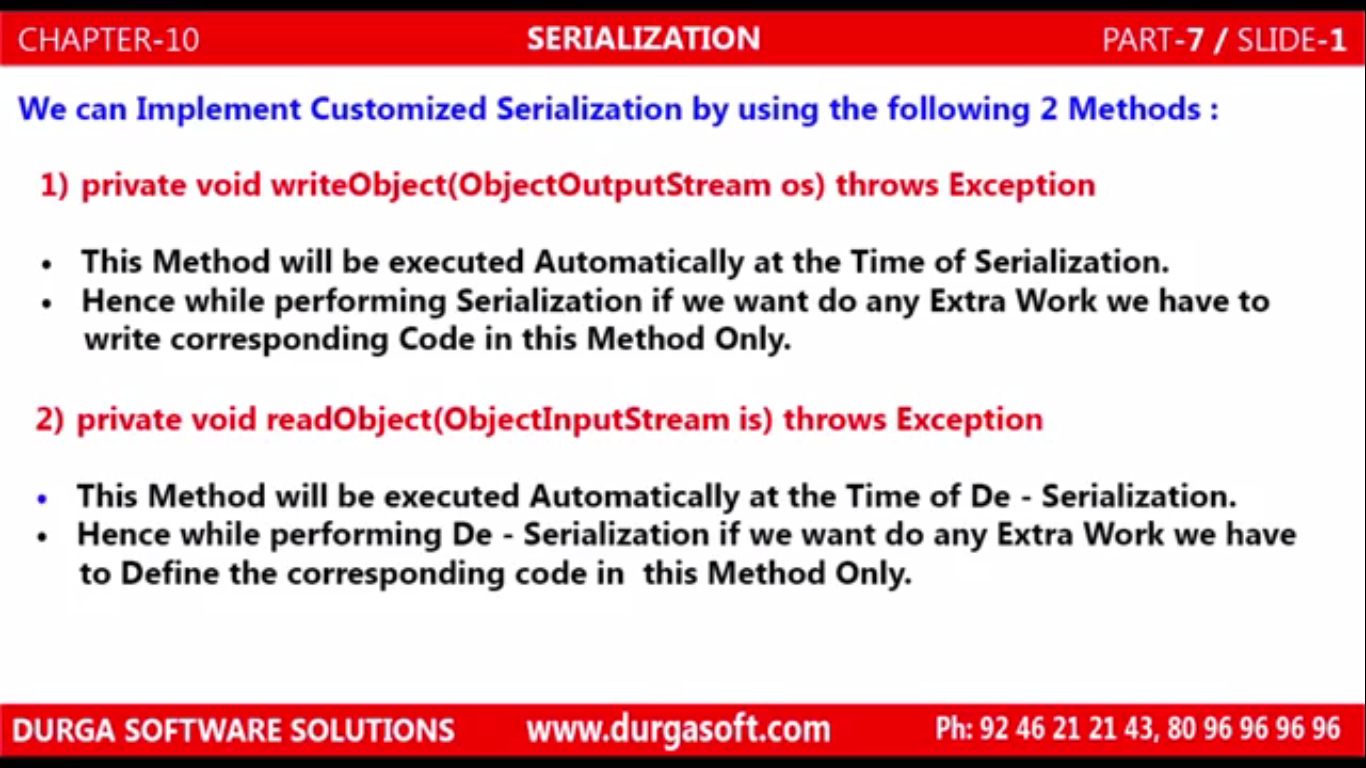 CHAPTER-10 SERIALIZATION PART-7 / SLIDE-1
We can Implement Customized Serialization by using the following 2 Methods :
1) private void writeObject(ObjectOutputStream os) throws Exception
• This Method will be executed Automatically at the Time of Serialization.
• Hence while performing Serialization if we want do any Extra Work we have to
write corresponding Code in this Method Only.
2) private void readObject(ObjectInputStream is) throws Exception
• This Method will be executed Automatically at the Time of De - Serialization.
• Hence while performing De - Serialization if we want do any Extra Work we have
to Define the corresponding code in this Method Only.
DURGA SOFTWARE SOLUTIONS www.durgasoft.com Ph: 92 46 21 21 43, 80 96 96 96 96